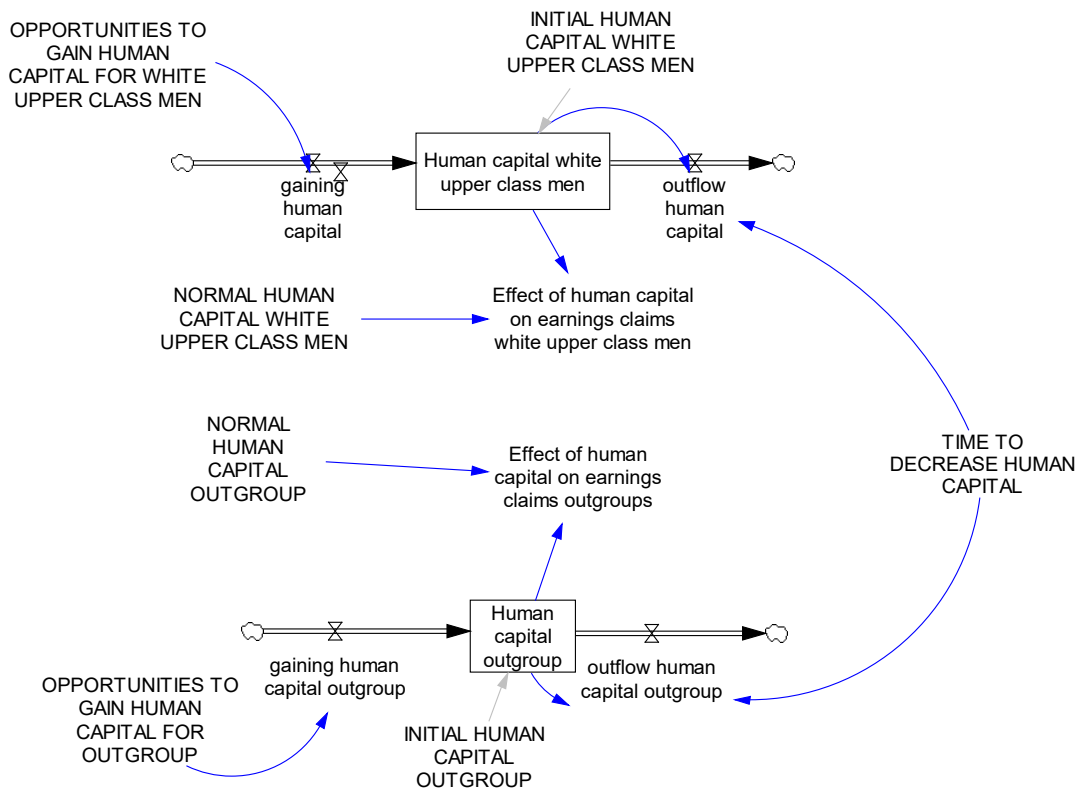 OPPORTUNITIES TO
GAIN HUMAN
CAPITAL FOR WHITE
UPPER CLASS MEN
INITIAL HUMAN
CAPITAL WHITE
UPPER CLASS MEN
Human capital white
upper class men
gaining
human
capital
outflow
human
capital
NORMAL HUMAN
CAPITAL WHITE
UPPER CLASS MEN
Effect of human capital
on earnings claims
white upper class men
NORMAL
HUMAN
CAPITAL
OUTGROUP
Effect of human
capital on earnings
claims outgroups
TIME TO
DECREASE HUMAN
CAPITAL
Human
capital
outgroup
gaining human
capital outgroup
outflow human
capital outgroup
OPPORTUNITIES TO
GAIN HUMAN
CAPITAL FOR
OUTGROUP
INITIAL HUMAN
CAPITAL
OUTGROUP